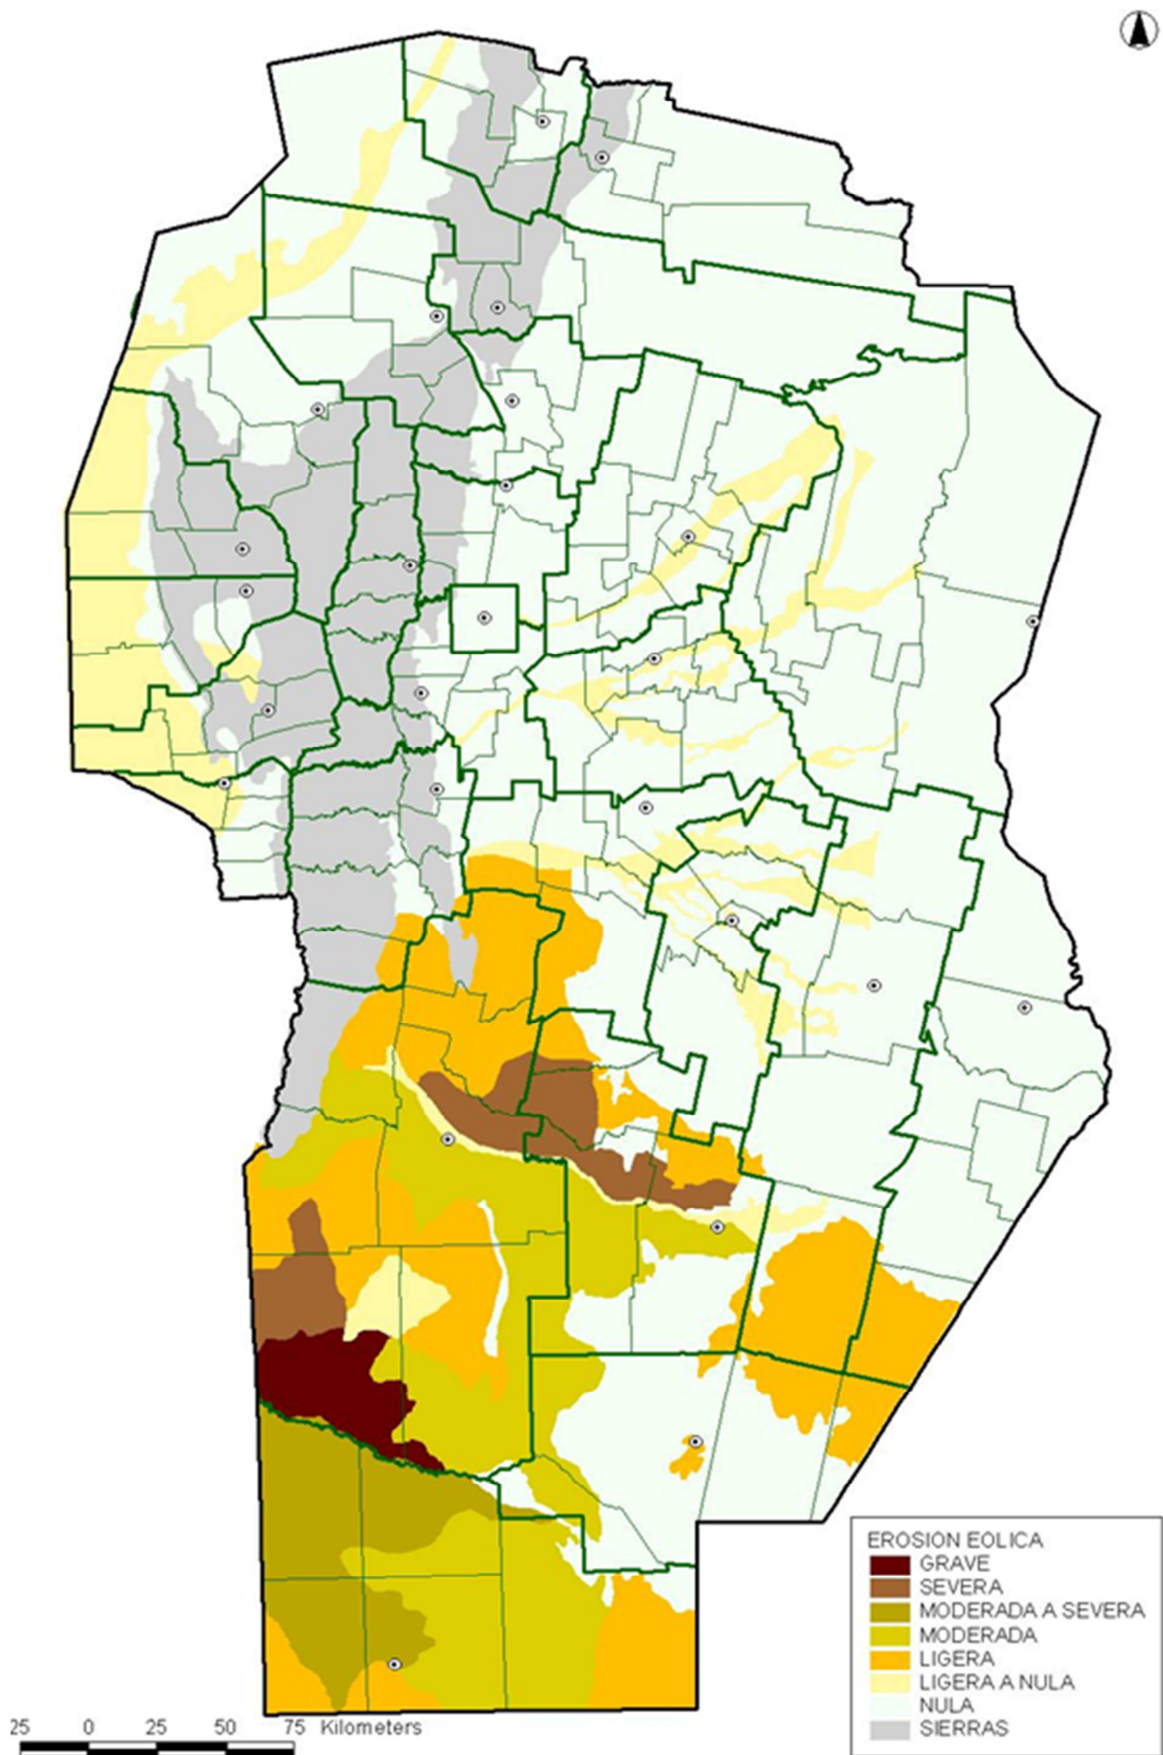 EROSION EOLICA
GRAVE
SEVERA
MODERADA A SEVERA
MODERADA
LIGERA
LIGERA A NULA
NULA
SIERRAS
25 0 25 50 75 Kilometers